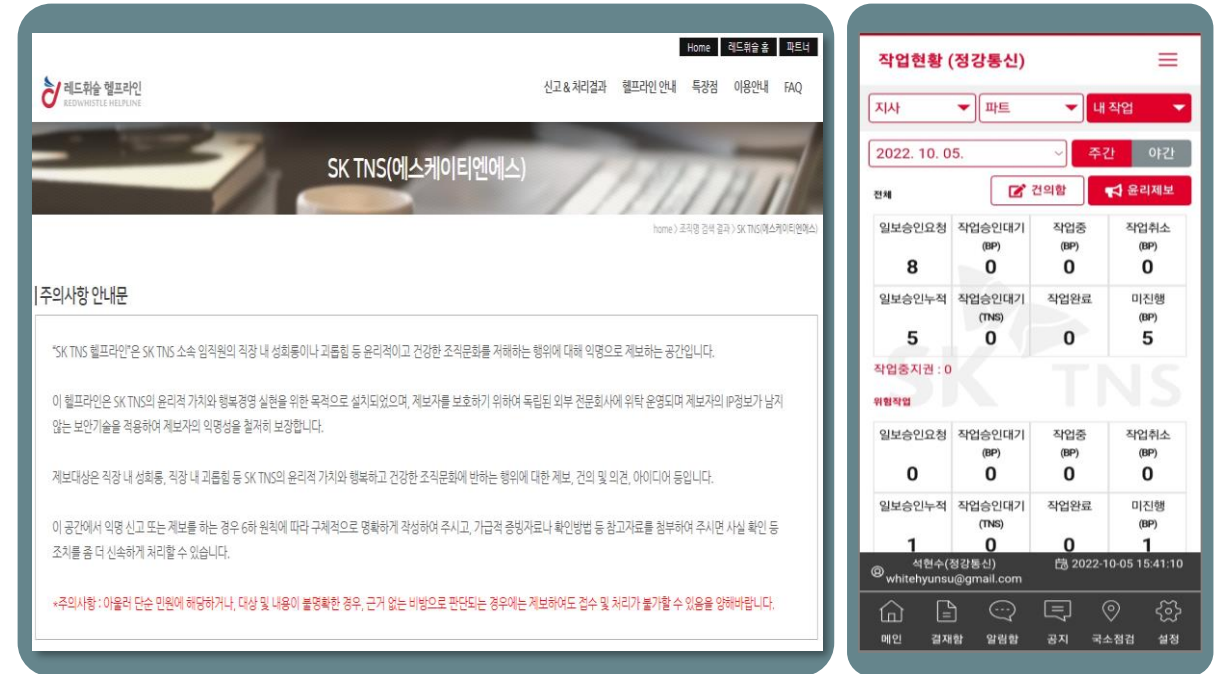 Home 레드휘슬 홈 파트너
레드휘슬 헬프라인
REDWHISTLE HELPLINE
신고 & 처리결과 헬프라인 안내 특장점 이용안내 FAQ
SK TNS(에스케이티엔에스)
home > 조직명 검색 결과 > SK TNS(에스케이티엔에스)
주의사항 안내문
"SK TNS 헬프라인"은 SK TNS 소속 임직원의 직장 내 성희롱이나 괴롭힘 등 윤리적이고 건강한 조직문화를 저해하는 행위에 대해 익명으로 제보하는 공간입니다.
이 헬프라인은 SK TNS의 윤리적 가치와 행복경영 실현을 위한 목적으로 설치되었으며, 제보자를 보호하기 위하여 독립된 외부 전문회사에 위탁 운영되며 제보자의 IP정보가 남지
않는 보안기술을 적용하여 제보자의 익명성을 철저히 보장합니다.
제보대상은 직장 내 성희롱, 직장 내 괴롭힘 등 SK TNS의 윤리적 가치와 행복하고 건강한 조직문화에 반하는 행위에 대한 제보, 건의 및 의견, 아이디어 등입니다.
이 공간에서 익명 신고 또는 제보를 하는 경우 6하 원칙에 따라 구체적으로 명확하게 작성하여 주시고, 가급적 증빙자료나 확인방법 등 참고자료를 첨부하여 주시면 사실 확인 등
조치를 좀 더 신속하게 처리할 수 있습니다.
*주의사항 : 아울러 단순 민원에 해당하거나, 대상 및 내용이 불명확한 경우, 근거 없는 비방으로 판단되는 경우에는 제보하여도 접수 및 처리가 불가할 수 있음을 양해바랍니다.
작업현황 (정강통신)
지사 파트 내 작업
2022. 10. 05. 주간 야간
전체 건의함 윤리제보
일보승인요청 작업승인대기 작업중 작업취소
(BP) (BP) (BP)
8 0 0 0
일보승인누적 작업승인대기 작업완료 미진행
(TNS) (BP)
5 0 0 5
작업중지권 : 0
SK TNS
위험작업
일보승인요청 작업승인대기 작업중 작업취소
(BP) (BP) (BP)
0 0 0 0
일보승인누적 작업승인대기 작업완료 미진행
(TNS) (BP)
1 0 0 1
석현수(정강통신) 2022-10-05 15:41:10
whitehyunsu@gmail.com
메인 결재함 알림함 공지 국소점검 설정